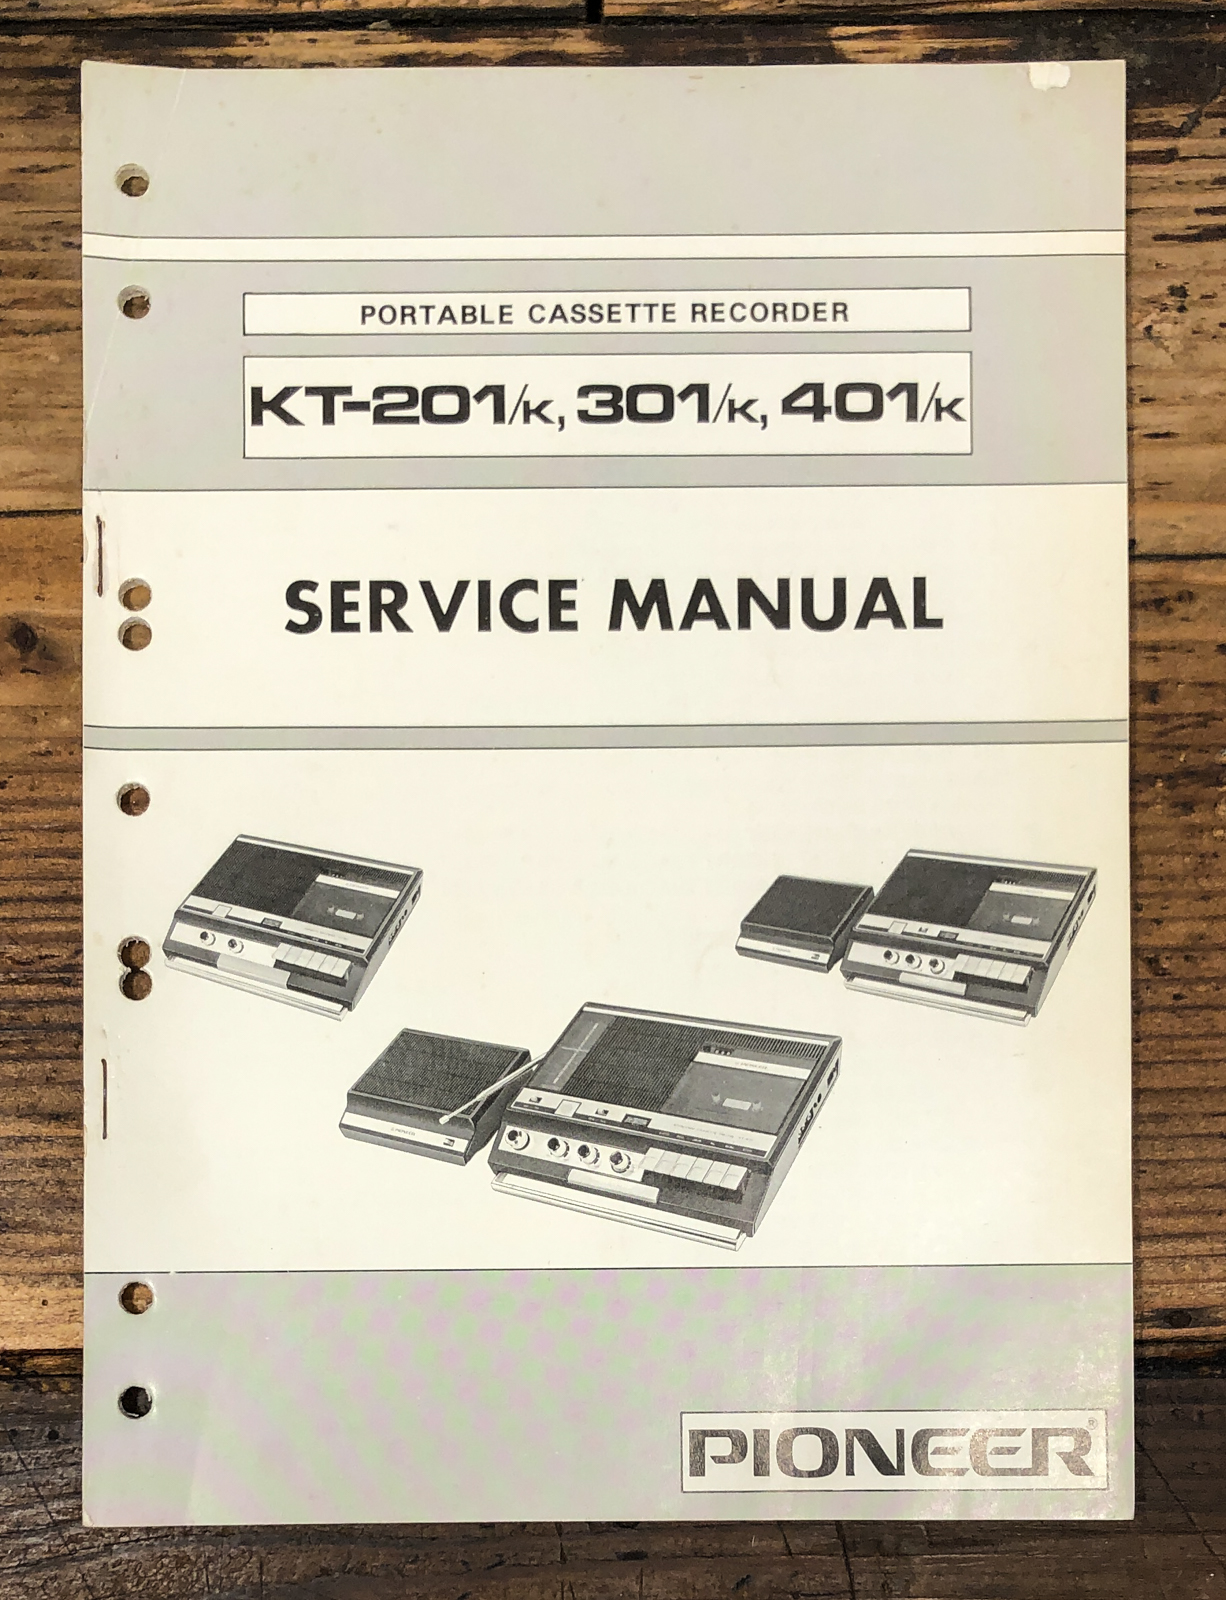 PORTABLE CASSETTE RECORDER
KT-201/K, 301/K, 401/K
SERVICE MANUAL
PIONEER®